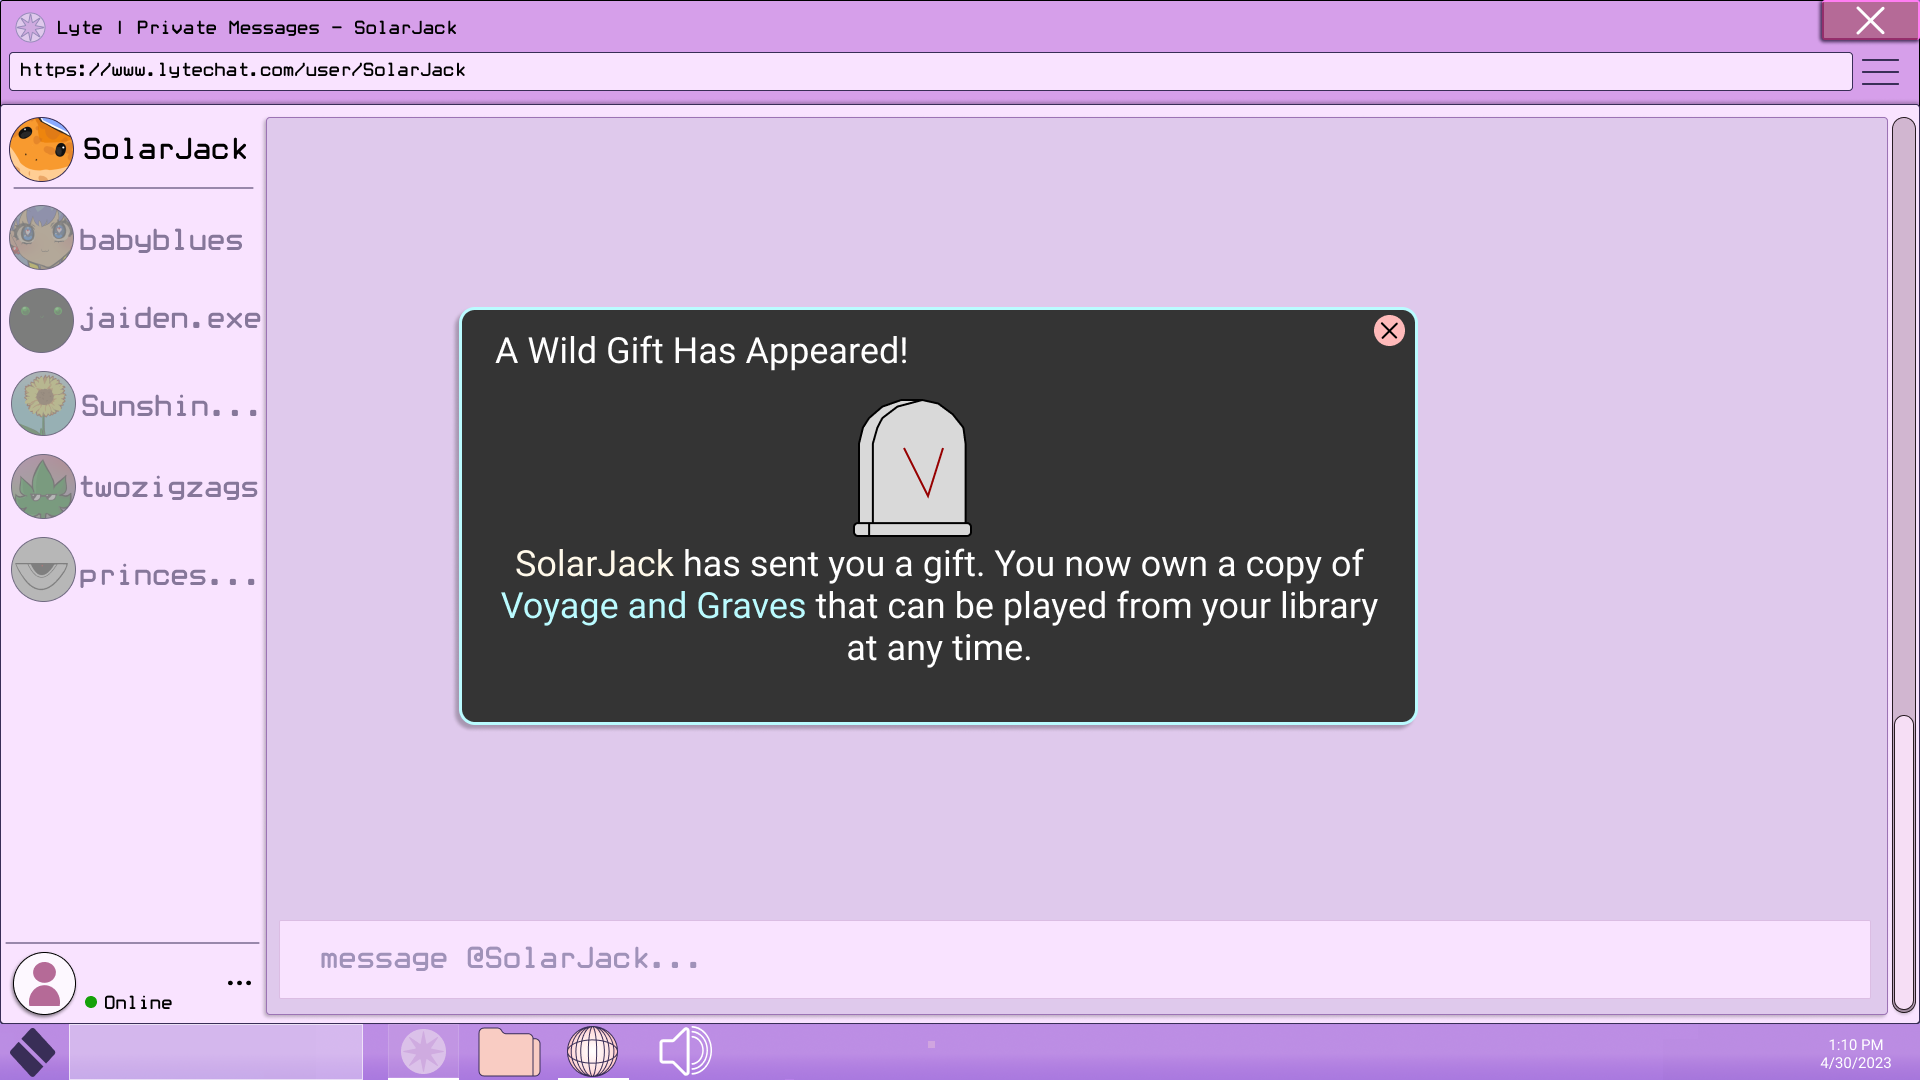 Lyte | Private Messages - SolarJack
https://www.lytechat.com/user/SolarJack
SolarJack
babyblues
jaiden.exe
Sunshin...
twozigzags
princes...
A Wild Gift Has Appeared!
V
SolarJack has sent you a gift. You now own a copy of
Voyage and Graves that can be played from your library
at any time.
message @SolarJack...
...
Online
1:10 PM
4/30/2023